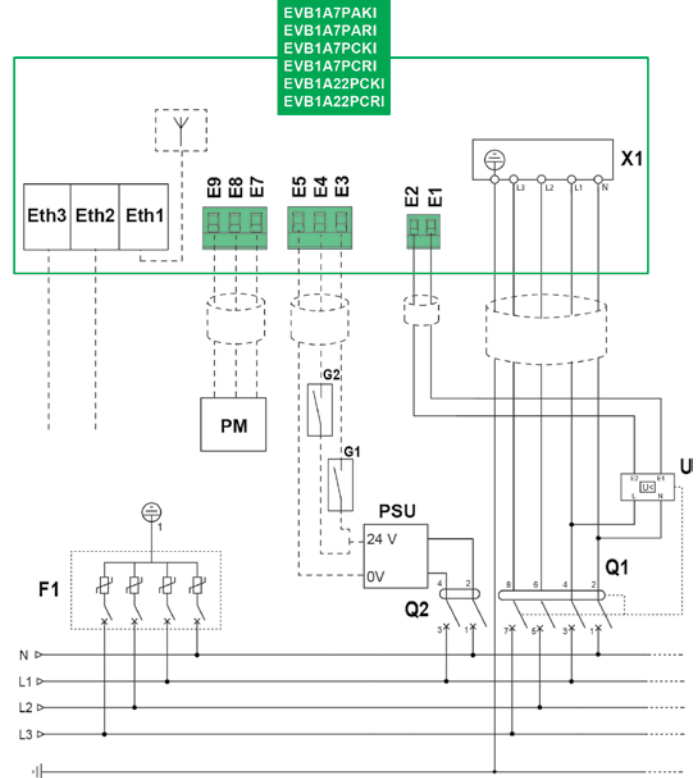 EVB1A7PAKI
EVB1A7PARI
EVB1A7PCKI
EVB1A7PCRI
EVB1A22PCKI
EVB1A22PCRI
X1
L3 L2 L1 N
Eth3 Eth2 Eth1
E9 E8 E7
E5 E4 E3
E2 E1
G2
PM
G1
U
E2 E1
U<
L N
PSU
24 V
0V
4 2
Q2
3 1
8 6 4 2
Q1
7 5 3 1
1
F1
N
L1
L2
L3